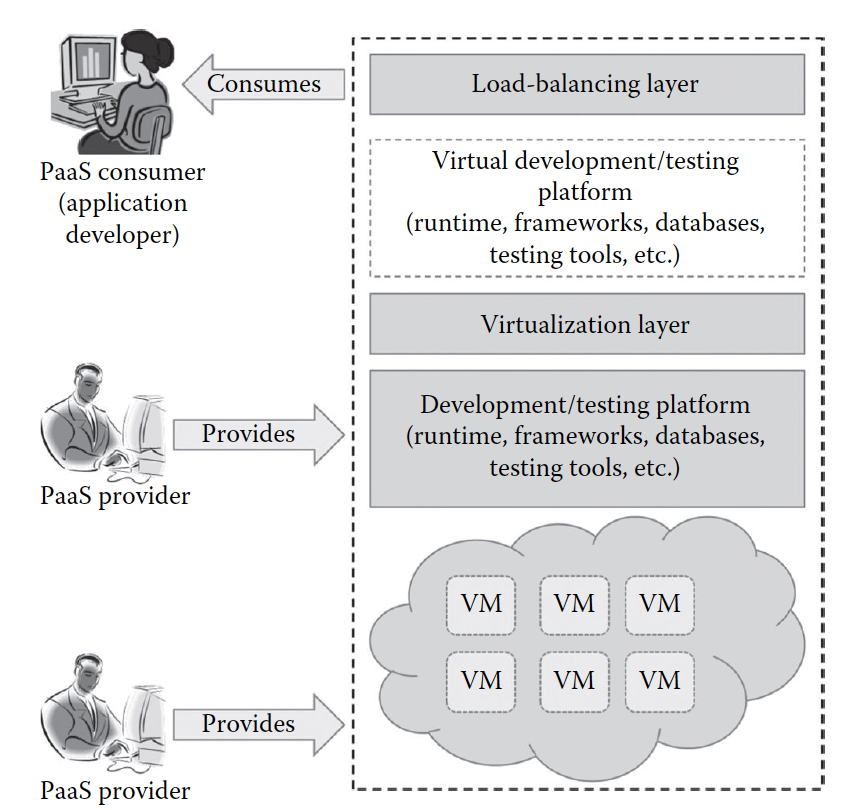 Consumes
Load-balancing layer
PaaS consumer
(application
developer)
Virtual development/testing
platform
(runtime, frameworks, databases,
testing tools, etc.)
Virtualization layer
Provides
PaaS provider
Development/testing platform
(runtime, frameworks, databases,
testing tools, etc.)
VM VM VM
VM VM VM
Provides
PaaS provider